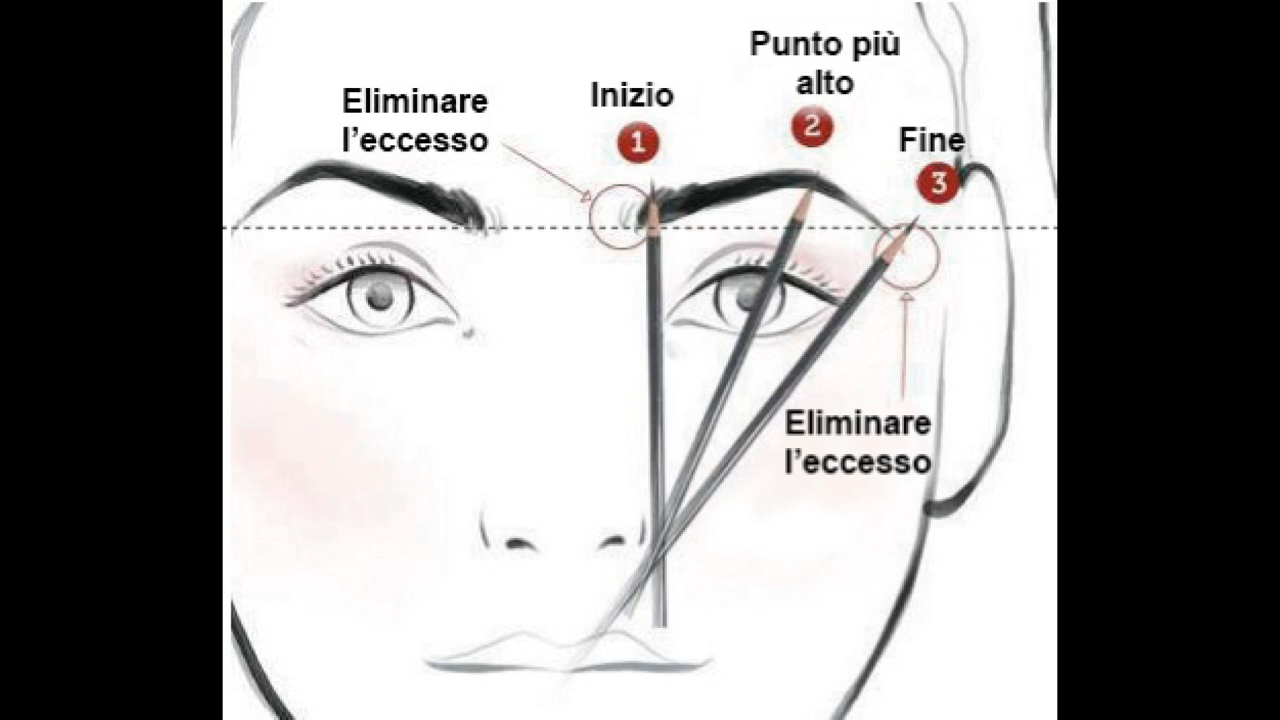 Punto più
alto
2
Inizio
1
Eliminare
l'eccesso
Fine
3
Eliminare
l'eccesso